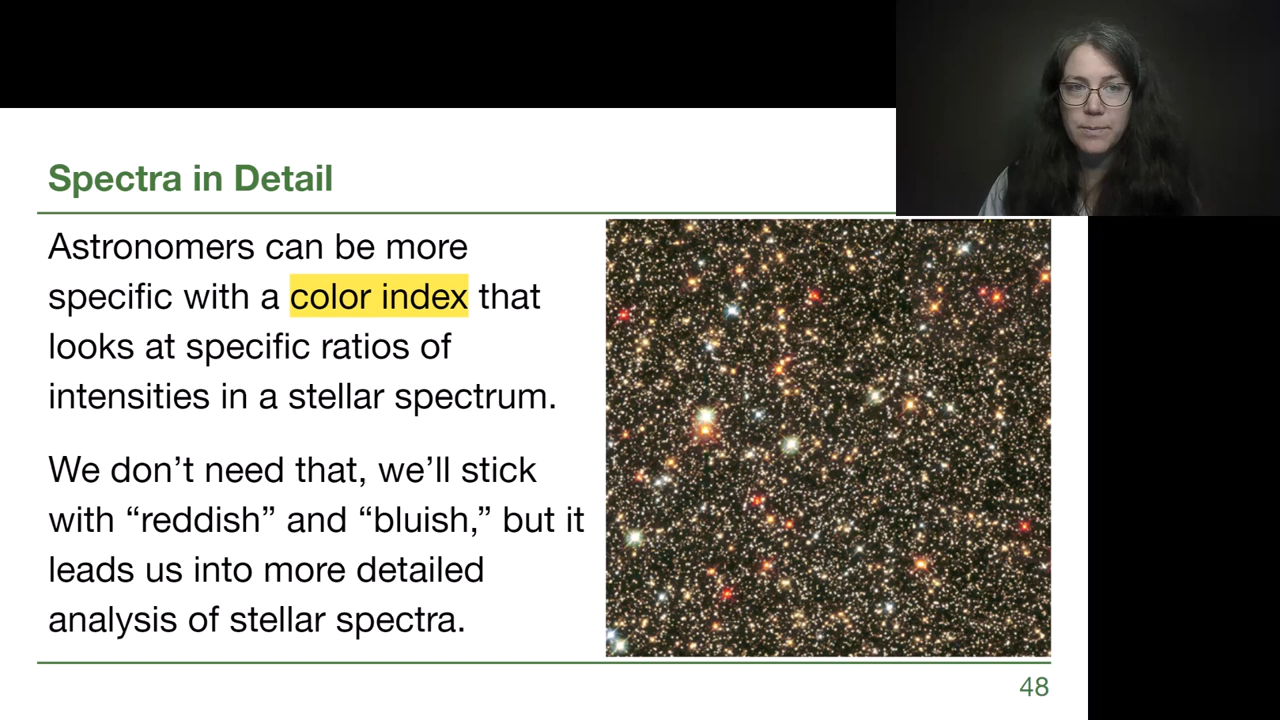 Spectra in Detail
Astronomers can be more
specific with a color index that
looks at specific ratios of
intensities in a stellar spectrum.
We don’t need that, we’ll stick
with “reddish” and “bluish,” but it
leads us into more detailed
analysis of stellar spectra.
48